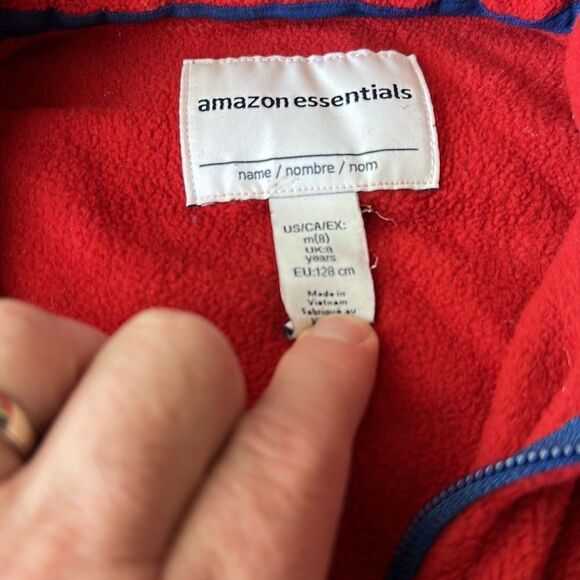 amazon essentials
name / nombre / nom
US/CA/EX:
m(8)
UK:8
years
EU:128 cm
Made in
Vietnam
Fabriqué au